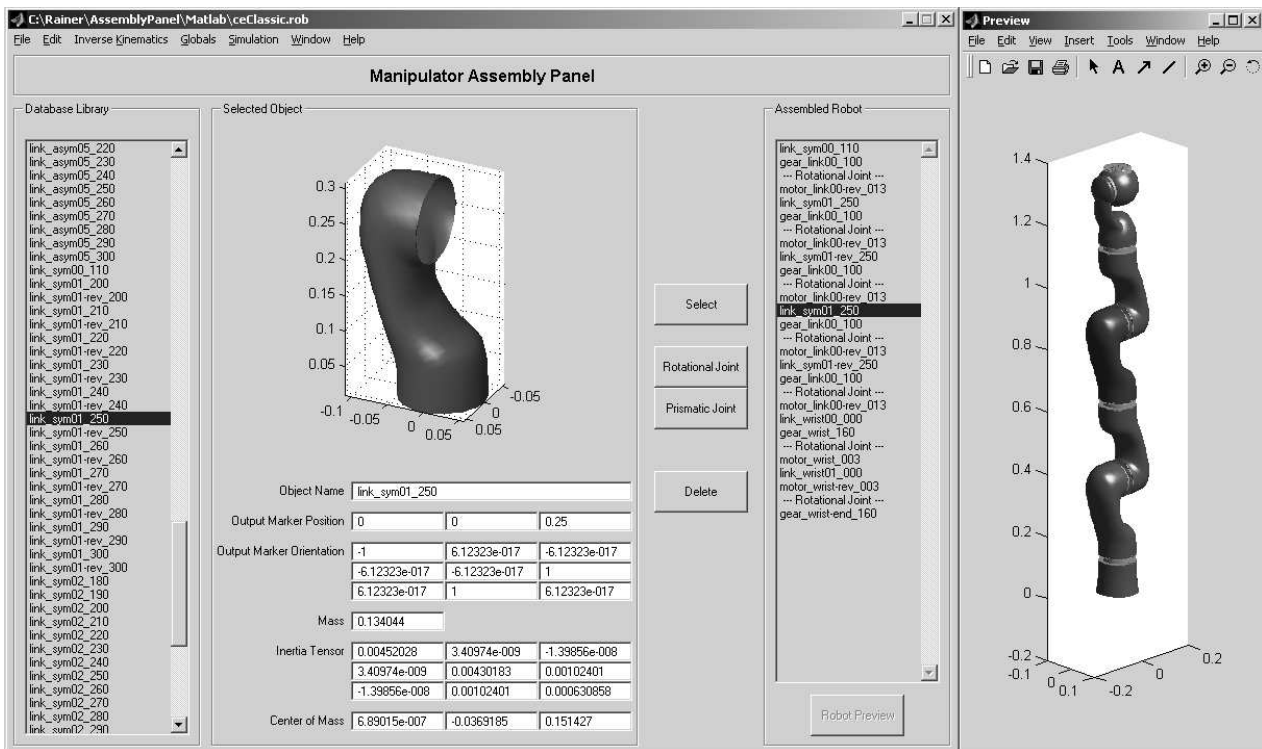 C:\Rainer\AssemblyPanel\Matlab\ceClassic.rob
File Edit Inverse Kinematics Globals Simulation Window Help
Manipulator Assembly Panel
Database Library
link_asym05_220
link_asym05_230
link_asym05_240
link_asym05_250
link_asym05_260
link_asym05_270
link_asym05_280
link_asym05_290
link_asym05_300
link_sym00_110
link_sym01_200
link_sym01-rev_200
link_sym01_210
link_sym01-rev_210
link_sym01_220
link_sym01-rev_220
link_sym01_230
link_sym01-rev_230
link_sym01_240
link_sym01-rev_240
link_sym01_250
link_sym01-rev_250
link_sym01_260
link_sym01-rev_260
link_sym01_270
link_sym01-rev_270
link_sym01_280
link_sym01-rev_280
link_sym01_290
link_sym01-rev_290
link_sym01_300
link_sym01-rev_300
link_sym02_180
link_sym02_190
link_sym02_200
link_sym02_210
link_sym02_220
link_sym02_230
link_sym02_240
link_sym02_250
link_sym02_260
link_sym02_270
link_sym02_280
link_sym02_290
Selected Object
0.3
0.25
0.2
0.15
0.1
0.05
-0.1 -0.05 0 0.05
0.05 0 -0.05
Object Name link_sym01_250
Output Marker Position 0 0 0.25
Output Marker Orientation -1 6.12323e-017 -6.12323e-017
-6.12323e-017 -6.12323e-017 1
6.12323e-017 1 6.12323e-017
Mass 0.134044
Inertia Tensor 0.00452028 3.40974e-009 -1.39856e-008
3.40974e-009 0.00430183 0.00102401
-1.39856e-008 0.00102401 0.000630858
Center of Mass 6.89015e-007 -0.0369185 0.151427
Select
Rotational Joint
Prismatic Joint
Delete
Assembled Robot
link_sym00_110
gear_link00_100
--- Rotational Joint ---
motor_link00-rev_013
link_sym01_250
gear_link00_100
--- Rotational Joint ---
motor_link00-rev_013
link_sym01-rev_250
gear_link00_100
--- Rotational Joint ---
motor_link00-rev_013
link_sym01_250
gear_link00_100
--- Rotational Joint ---
motor_link00-rev_013
link_sym01-rev_250
gear_link00_100
--- Rotational Joint ---
motor_link00-rev_013
link_wrist00_000
gear_wrist_160
--- Rotational Joint ---
motor_wrist_003
link_wrist01_000
motor_wrist-rev_003
--- Rotational Joint ---
gear_wrist-end_160
Robot Preview
Preview
File Edit View Insert Tools Window Help
A
1.4
1.2
1
0.8
0.6
0.4
0.2
0
-0.2
-0.1 0 0.1
-0.2 0 0.2